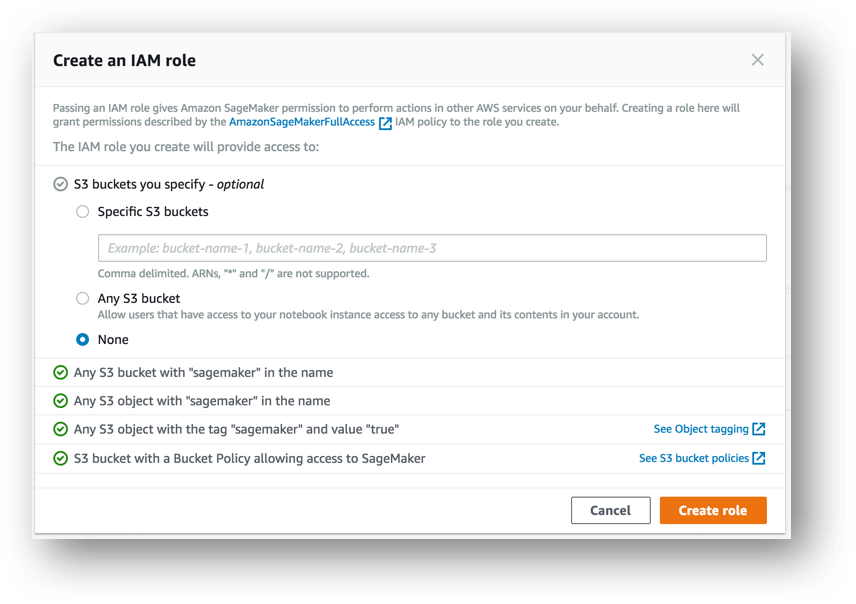 Create an IAM role
Passing an IAM role gives Amazon SageMaker permission to perform actions in other AWS services on your behalf. Creating a role here will
grant permissions described by the AmazonSageMakerFullAccess IAM policy to the role you create.
The IAM role you create will provide access to:
S3 buckets you specify - optional
Specific S3 buckets
Example: bucket-name-1, bucket-name-2, bucket-name-3
Comma delimited. ARNs, "*" and "/" are not supported.
Any S3 bucket
Allow users that have access to your notebook instance access to any bucket and its contents in your account.
None
Any S3 bucket with "sagemaker" in the name
Any S3 object with "sagemaker" in the name
Any S3 object with the tag "sagemaker" and value "true" See Object tagging
S3 bucket with a Bucket Policy allowing access to SageMaker See S3 bucket policies
Cancel Create role